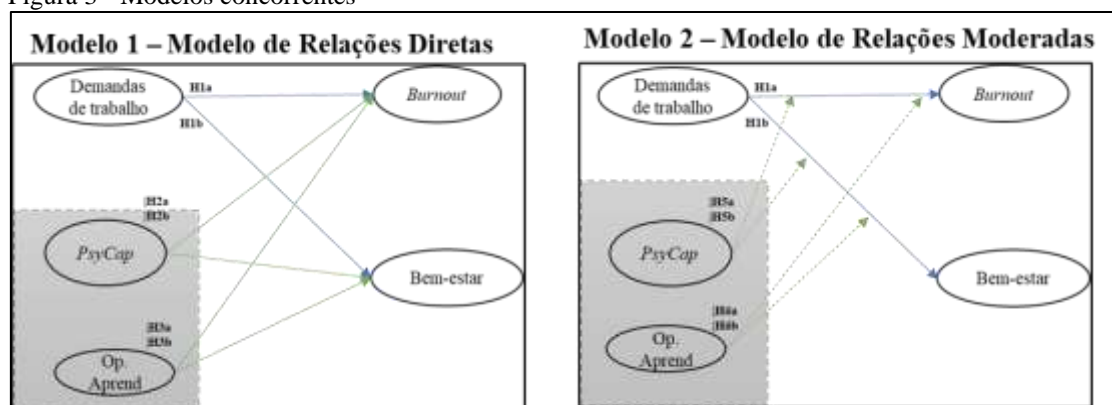 Figura 3 - Modelos concorrentes
Modelo 1 – Modelo de Relações Diretas
Demandas
de trabalho
H1a
H1b
Burnout
|H2a
|H2b
PsyCap
Bem-estar
|H3a
|H3b
Op.
Aprend
Modelo 2 – Modelo de Relações Moderadas
Demandas
de trabalho
H1a
H1b
Burnout
|H5a
|H5b
PsyCap
Bem-estar
|H6a
|H6b
Op.
Aprend